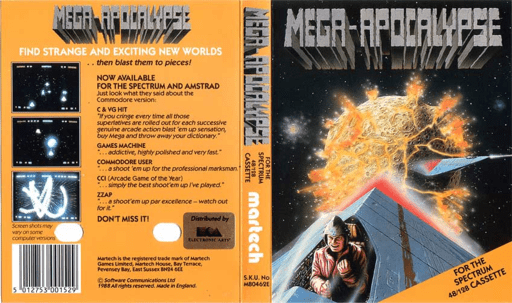 MEGA-APOCALYPSE
FIND STRANGE AND EXCITING NEW WORLDS
. . . then blast them to pieces!
NOW AVAILABLE
FOR THE SPECTRUM AND AMSTRAD
Just look what they said about the
Commodore version:
C & VG HIT
"If you cringe every time all those
superlatives are rolled out for each successive
genuine arcade action blast 'em up sensation,
buy Mega and throw away your dictionary."
GAMES MACHINE
". . . addictive, highly polished and very fast."
COMMODORE USER
". . . a shoot 'em up for the professional marksman."
CCI (Arcade Game of the Year)
". . . simply the best shoot'em up I've played."
ZZAP
". . . a shoot'em up par excellence – watch out
for it."
DON'T MISS IT!
Distributed by
ELECTRONIC ARTS
Screen shots may
vary on some
computer versions
Martech is the registered trade mark of Martech
Games Limited, Martech House, Bay Terrace,
Pevensey Bay, East Sussex BN24 6EE
© Software Communications Ltd
1988 All rights reserved. Made in England.
5 012753 001529
MEGA-APOCALYPSE
FOR THE
SPECTRUM
48/128
CASSETTE
martech
S.K.U. No.
MB0462E
MEGA-APOCALYPSE
FOR THE
SPECTRUM
48/128 CASSETTE